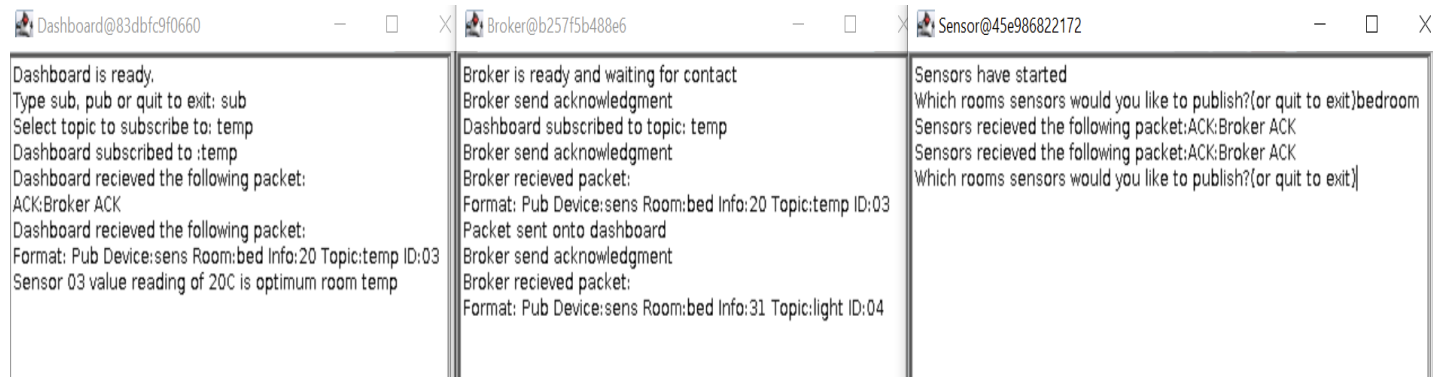 Dashboard@83dbfc9f0660
Dashboard is ready.
Type sub, pub or quit to exit: sub
Select topic to subscribe to: temp
Dashboard subscribed to :temp
Dashboard recieved the following packet:
ACK:Broker ACK
Dashboard recieved the following packet:
Format: Pub Device:sens Room:bed Info:20 Topic:temp ID:03
Sensor 03 value reading of 20C is optimum room temp
Broker@b257f5b488e6
Broker is ready and waiting for contact
Broker send acknowledgment
Dashboard subscribed to topic: temp
Broker send acknowledgment
Broker recieved packet:
Format: Pub Device:sens Room:bed Info:20 Topic:temp ID:03
Packet sent onto dashboard
Broker send acknowledgment
Broker recieved packet:
Format: Pub Device:sens Room:bed Info:31 Topic:light ID:04
Sensor@45e986822172
Sensors have started
Which rooms sensors would you like to publish?(or quit to exit)bedroom
Sensors recieved the following packet:ACK:Broker ACK
Sensors recieved the following packet:ACK:Broker ACK
Which rooms sensors would you like to publish?(or quit to exit)